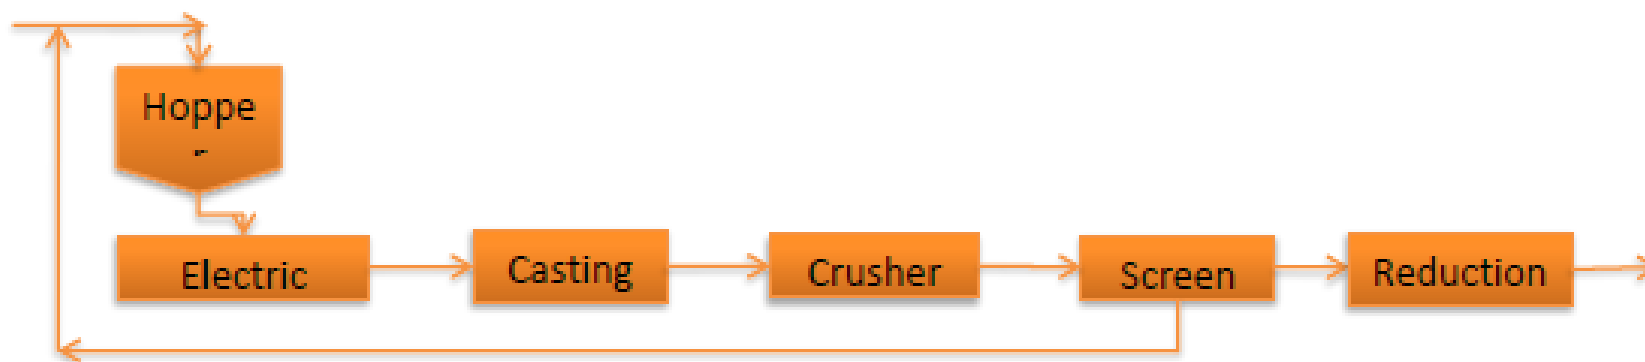 Hoppe
r
Electric
Casting
Crusher
Screen
Reduction